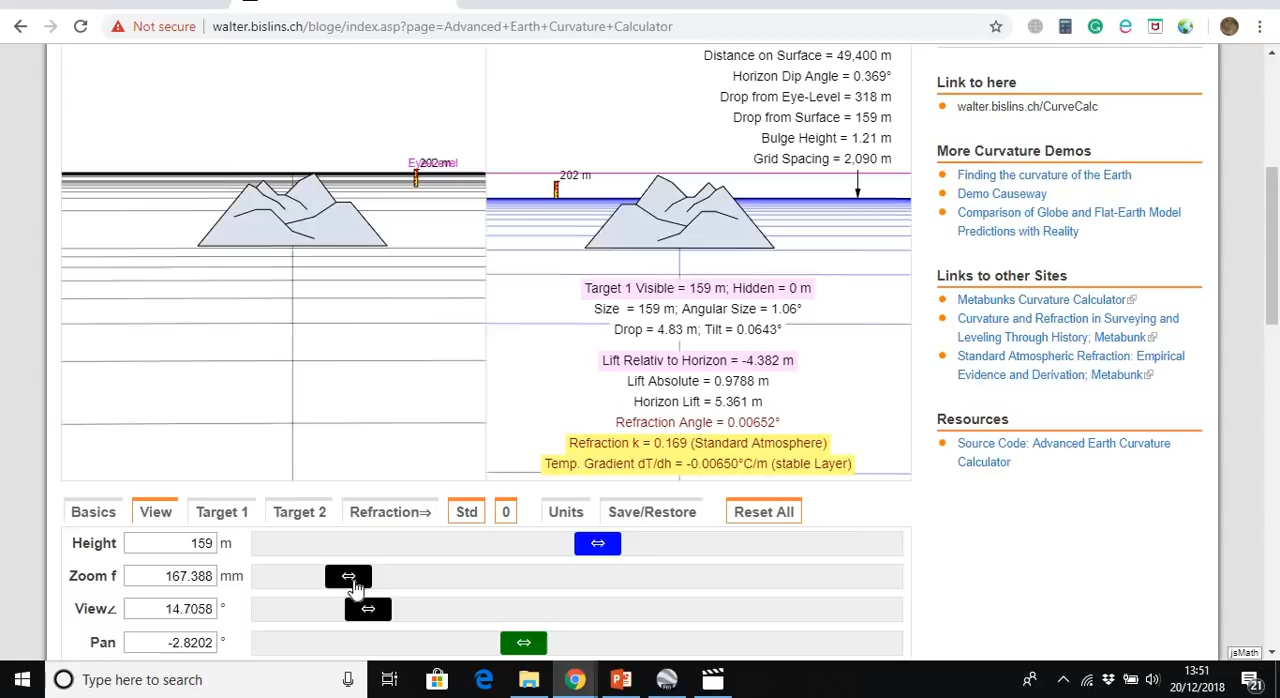 Not secure walter.bislins.ch/bloge/index.asp?page=Advanced+Earth+Curvature+Calculator
Distance on Surface = 49,400 m
Horizon Dip Angle = 0.369°
Drop from Eye-Level = 318 m
Drop from Surface = 159 m
Bulge Height = 1.21 m
Grid Spacing = 2,090 m
202 m
202 m
Target 1 Visible = 159 m; Hidden = 0 m
Size = 159 m; Angular Size = 1.06°
Drop = 4.83 m; Tilt = 0.0643°
Lift Relativ to Horizon = -4.382 m
Lift Absolute = 0.9788 m
Horizon Lift = 5.361 m
Refraction Angle = 0.00652°
Refraction k = 0.169 (Standard Atmosphere)
Temp. Gradient dT/dh = -0.00650°C/m (stable Layer)
Basics View Target 1 Target 2 Refraction⇒ Std 0 Units Save/Restore Reset All
Height 159 m
Zoom f 167.388 mm
View∠ 14.7058 °
Pan -2.8202 °
Link to here
walter.bislins.ch/CurveCalc
More Curvature Demos
Finding the curvature of the Earth
Demo Causeway
Comparison of Globe and Flat-Earth Model
Predictions with Reality
Links to other Sites
Metabunks Curvature Calculator
Curvature and Refraction in Surveying and
Leveling Through History; Metabunk
Standard Atmospheric Refraction: Empirical
Evidence and Derivation; Metabunk
Resources
Source Code: Advanced Earth Curvature
Calculator
jsMath
Type here to search
13:51
20/12/2018
21